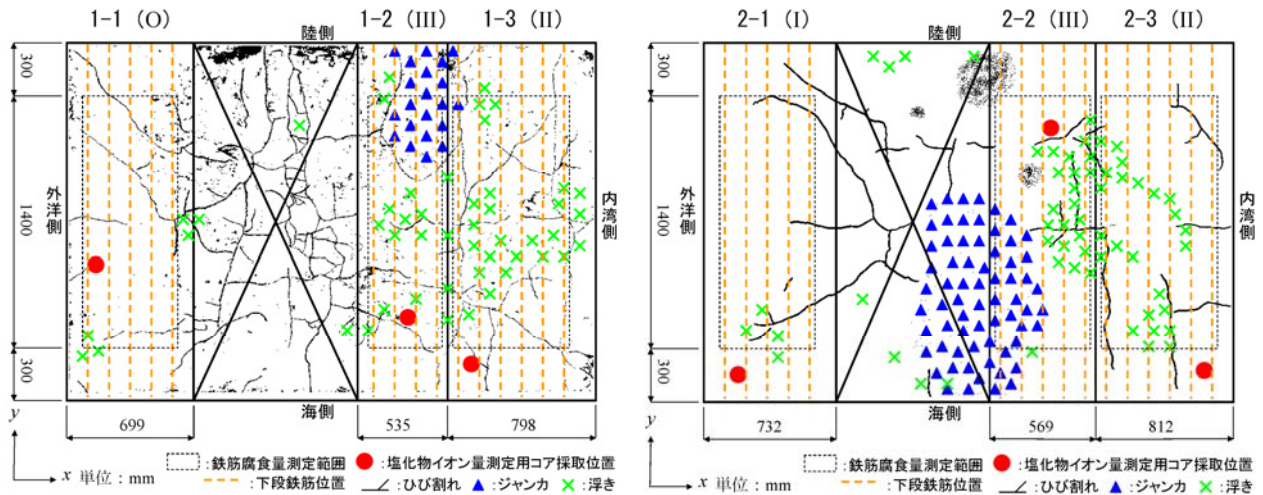 1-1 (O)
1-2 (III)
1-3 (II)
陸側
300
1400
300
外洋側
内湾側
海側
699
535
798
y
x 単位:mm
:鉄筋腐食量測定範囲
:塩化物イオン量測定用コア採取位置
:下段鉄筋位置
:ひび割れ
:ジャンカ
:浮き
2-1 (I)
2-2 (III)
2-3 (II)
陸側
300
1400
300
外洋側
内湾側
海側
732
569
812
y
x 単位:mm
:鉄筋腐食量測定範囲
:塩化物イオン量測定用コア採取位置
:下段鉄筋位置
:ひび割れ
:ジャンカ
:浮き